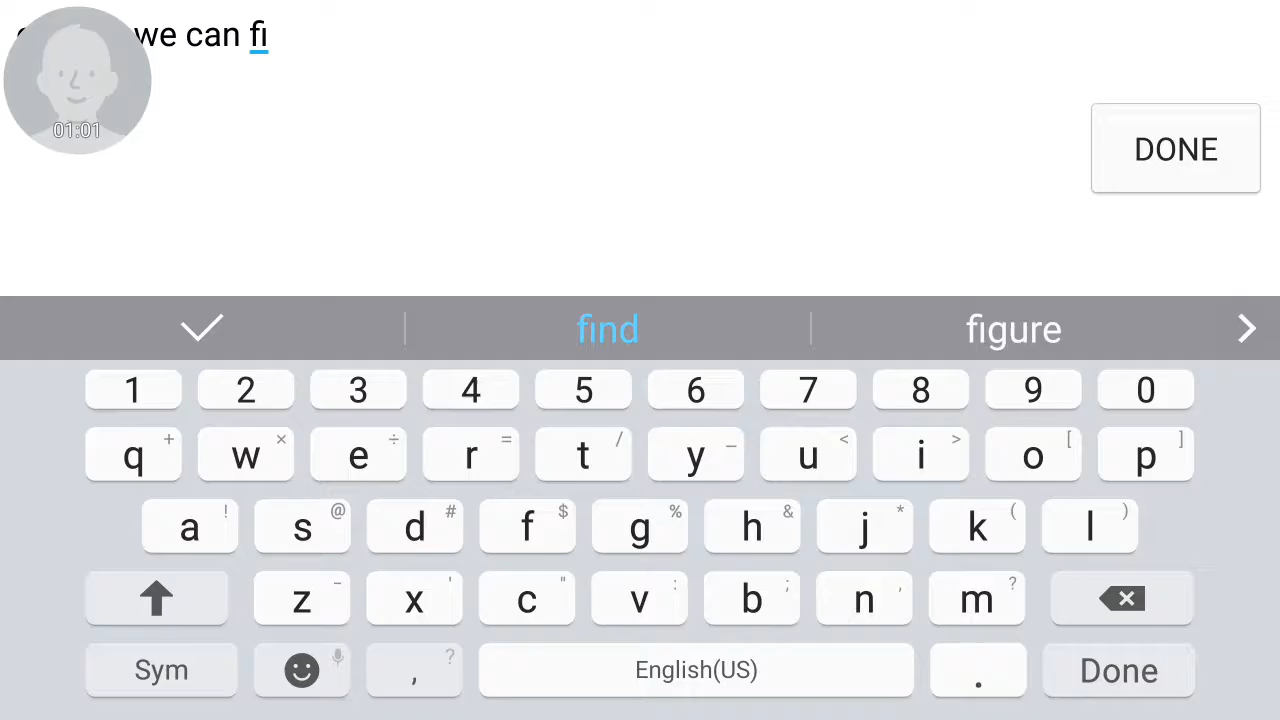 we can fi
01:01
DONE
find figure
1 2 3 4 5 6 7 8 9 0
q + w × e ÷ r = t / y _ u < i > o [ p ]
a ! s @ d # f $ g % h & j * k ( l )
z - x ' c " v : b ; n , m ?
Sym , ? English(US) . Done